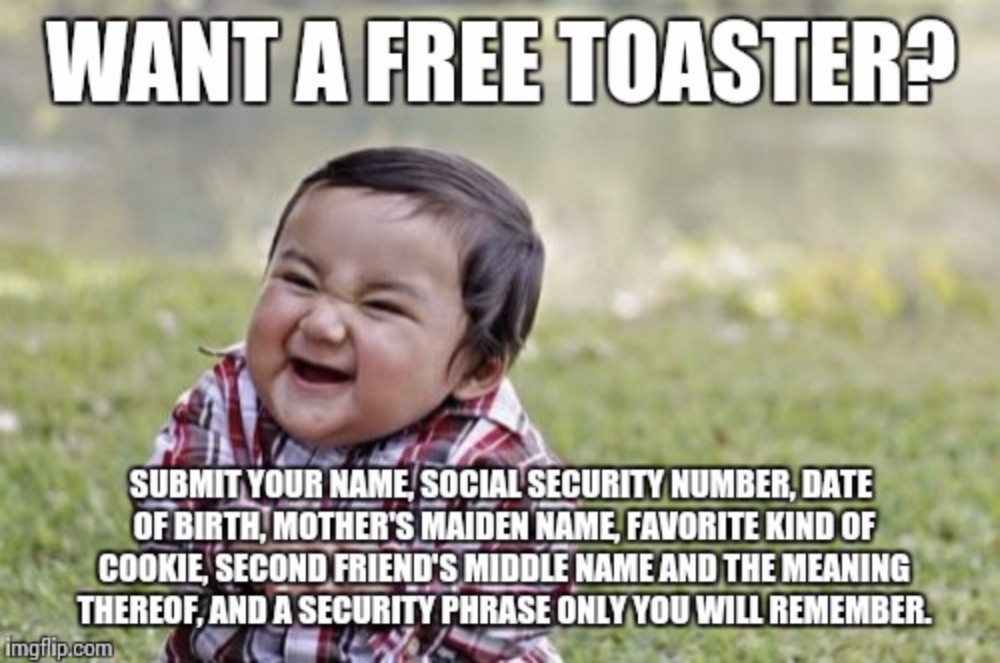 WANT A FREE TOASTER?
SUBMIT YOUR NAME, SOCIAL SECURITY NUMBER, DATE
OF BIRTH, MOTHER'S MAIDEN NAME, FAVORITE KIND OF
COOKIE, SECOND FRIEND'S MIDDLE NAME AND THE MEANING
THEREOF, AND A SECURITY PHRASE ONLY YOU WILL REMEMBER.
imgflip.com